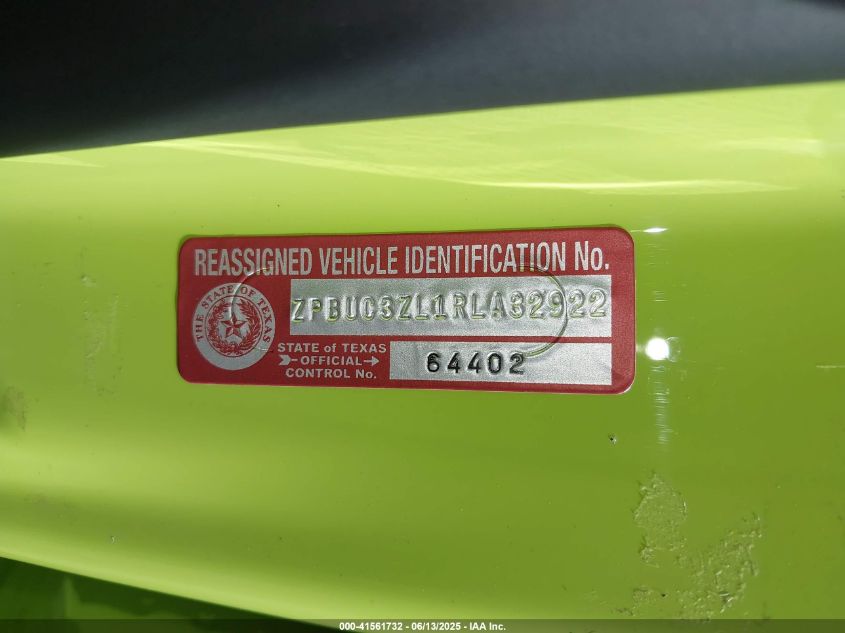 REASSIGNED VEHICLE IDENTIFICATION No.
ZPBUC3ZL1RLA32922
THE STATE OF TEXAS
STATE of TEXAS
OFFICIAL
CONTROL No.
64402
000-41561732 - 06/13/2025 - IAA Inc.